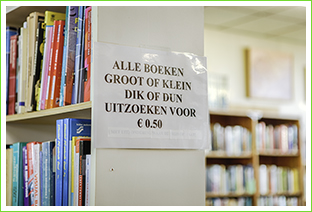 ALLE BOEKEN
GROOT OF KLEIN
DIK OF DUN
UITZOEKEN VOOR
€ 0.50